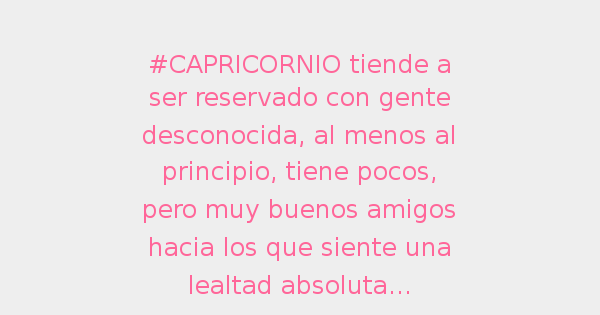 #CAPRICORNIO tiende a
ser reservado con gente
desconocida, al menos al
principio, tiene pocos,
pero muy buenos amigos
hacia los que siente una
lealtad absoluta...